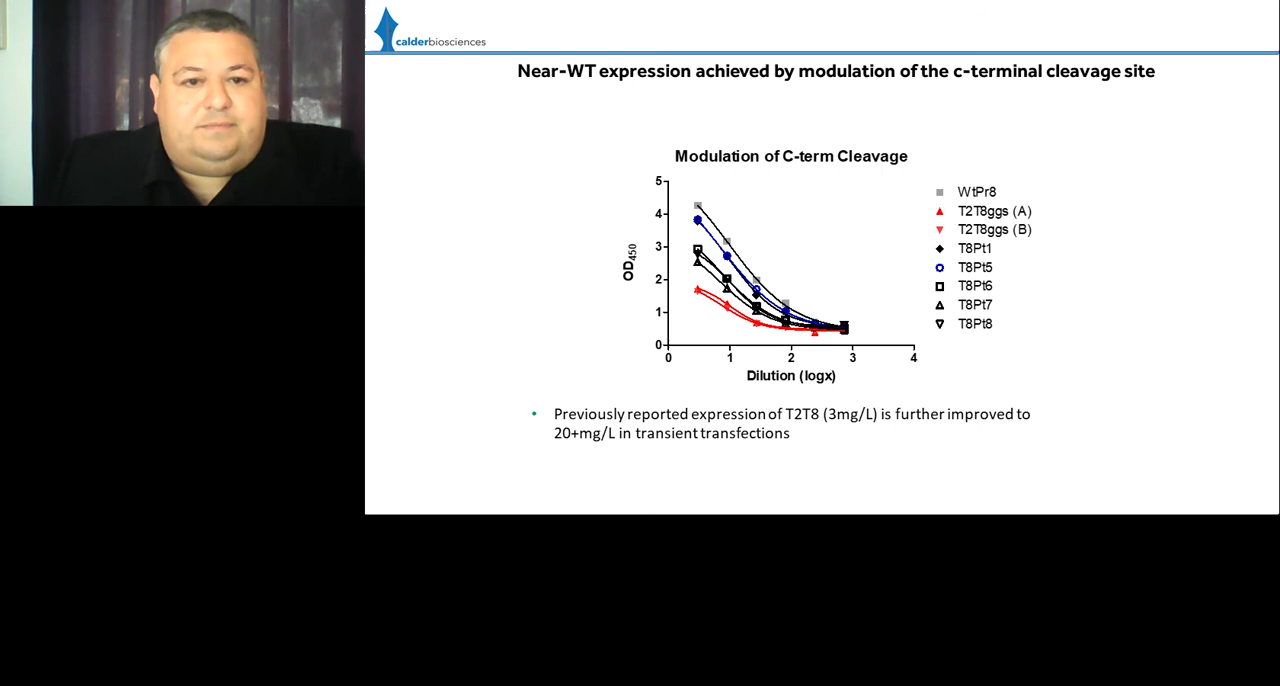 calderbiosciences
Near-WT expression achieved by modulation of the c-terminal cleavage site
Modulation of C-term Cleavage
5
4
3
2
1
0
OD450
0 1 2 3 4
Dilution (logx)
WtPr8
T2T8ggs (A)
T2T8ggs (B)
T8Pt1
T8Pt5
T8Pt6
T8Pt7
T8Pt8
• Previously reported expression of T2T8 (3mg/L) is further improved to
20+mg/L in transient transfections